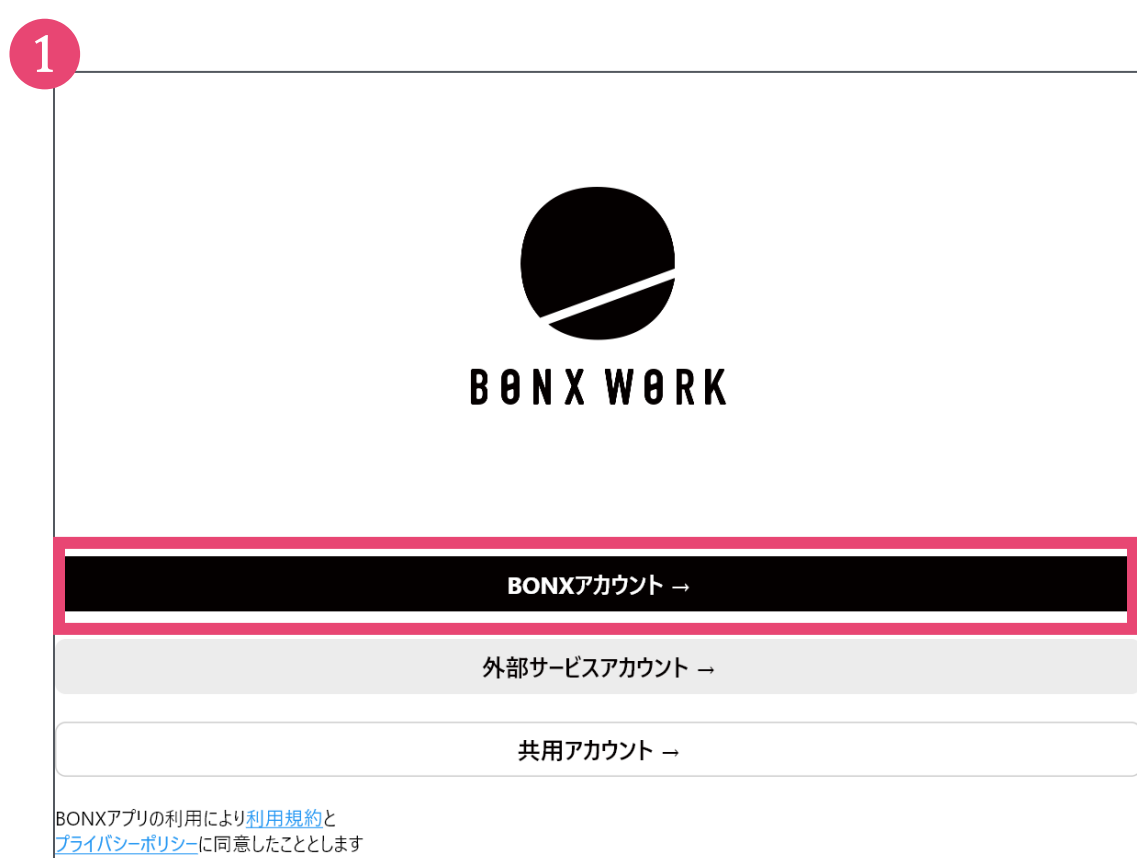 1
BONX WORK
BONXアカウント →
外部サービスアカウント →
共用アカウント →
BONXアプリの利用により利用規約と
プライバシーポリシーに同意したこととします